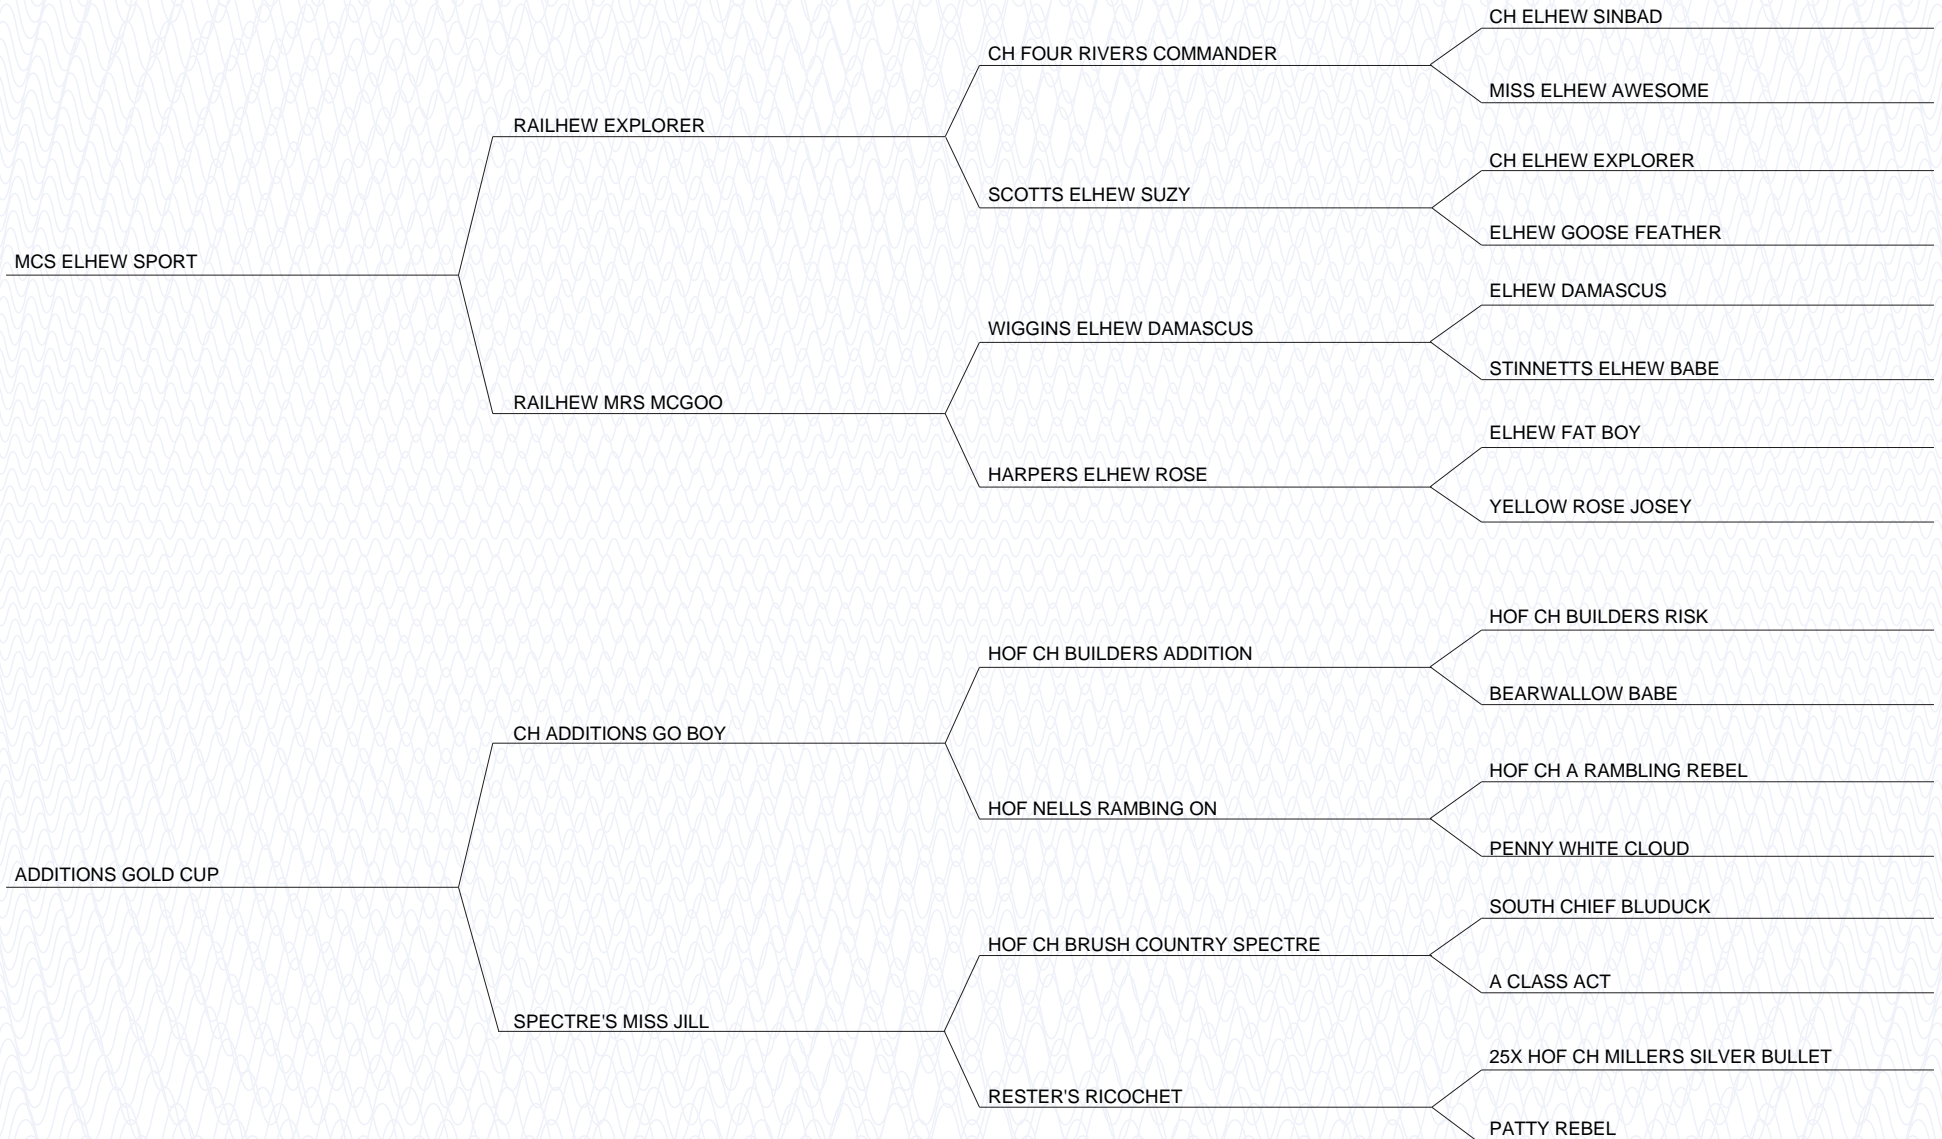 CH ELHEW SINBAD
CH FOUR RIVERS COMMANDER
MISS ELHEW AWESOME
RAILHEW EXPLORER
CH ELHEW EXPLORER
SCOTTS ELHEW SUZY
ELHEW GOOSE FEATHER
MCS ELHEW SPORT
ELHEW DAMASCUS
WIGGINS ELHEW DAMASCUS
STINNETTS ELHEW BABE
RAILHEW MRS MCGOO
ELHEW FAT BOY
HARPERS ELHEW ROSE
YELLOW ROSE JOSEY
HOF CH BUILDERS RISK
HOF CH BUILDERS ADDITION
BEARWALLOW BABE
CH ADDITIONS GO BOY
HOF CH A RAMBLING REBEL
HOF NELLS RAMBING ON
PENNY WHITE CLOUD
ADDITIONS GOLD CUP
SOUTH CHIEF BLUDUCK
HOF CH BRUSH COUNTRY SPECTRE
A CLASS ACT
SPECTRE'S MISS JILL
25X HOF CH MILLERS SILVER BULLET
RESTER'S RICOCHET
PATTY REBEL